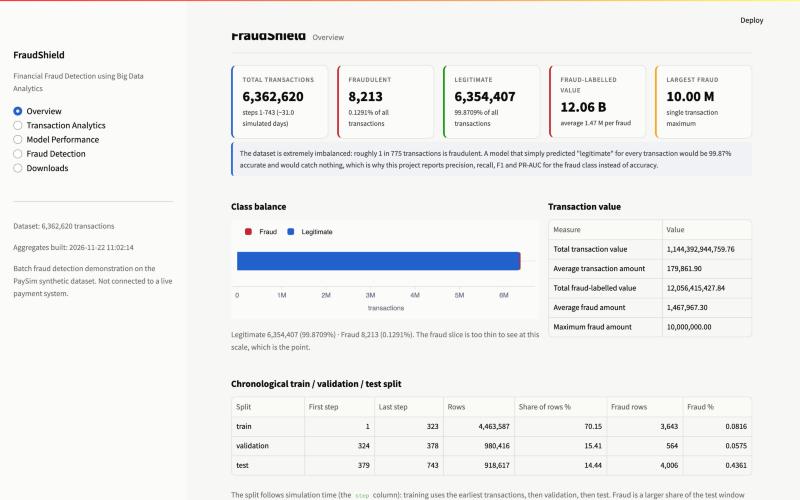 Deploy
FraudShield
Financial Fraud Detection using Big Data
Analytics
Overview
Transaction Analytics
Model Performance
Fraud Detection
Downloads
Dataset: 6,362,620 transactions
Aggregates built: 2026-11-22 11:02:14
Batch fraud detection demonstration on the
PaySim synthetic dataset. Not connected to a live
payment system.
FraudShield Overview
TOTAL TRANSACTIONS
6,362,620
steps 1-743 (~31.0
simulated days)
FRAUDULENT
8,213
0.1291% of all
transactions
LEGITIMATE
6,354,407
99.8709% of all
transactions
FRAUD-LABELLED
VALUE
12.06 B
average 1.47 M per fraud
LARGEST FRAUD
10.00 M
single transaction
maximum
The dataset is extremely imbalanced: roughly 1 in 775 transactions is fraudulent. A model that simply predicted "legitimate" for every transaction would be 99.87%
accurate and would catch nothing, which is why this project reports precision, recall, F1 and PR-AUC for the fraud class instead of accuracy.
Class balance
Fraud Legitimate
0 1M 2M 3M 4M 5M 6M
transactions
Legitimate 6,354,407 (99.8709%) · Fraud 8,213 (0.1291%). The fraud slice is too thin to see at this
scale, which is the point.
Transaction value
Measure Value
Total transaction value 1,144,392,944,759.76
Average transaction amount 179,861.90
Total fraud-labelled value 12,056,415,427.84
Average fraud amount 1,467,967.30
Maximum fraud amount 10,000,000.00
Chronological train / validation / test split
Split First step Last step Rows Share of rows % Fraud rows Fraud %
train 1 323 4,463,587 70.15 3,643 0.0816
validation 324 378 980,416 15.41 564 0.0575
test 379 743 918,617 14.44 4,006 0.4361
The split follows simulation time (the step column): training uses the earliest transactions, then validation, then test. Fraud is a larger share of the test window